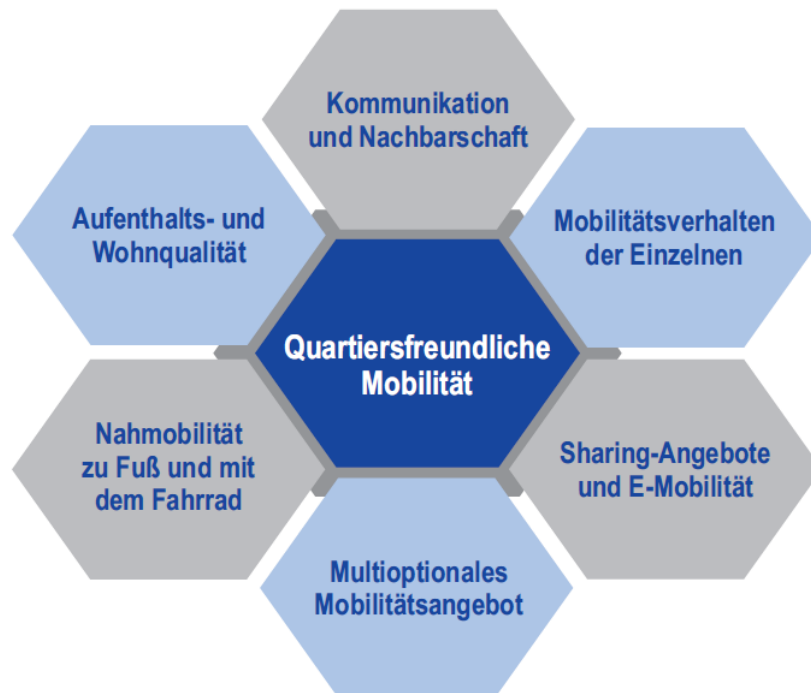 Kommunikation
und Nachbarschaft
Aufenthalts- und
Wohnqualität
Mobilitätsverhalten
der Einzelnen
Quartiersfreundliche
Mobilität
Nahmobilität
zu Fuß und mit
dem Fahrrad
Sharing-Angebote
und E-Mobilität
Multioptionales
Mobilitätsangebot